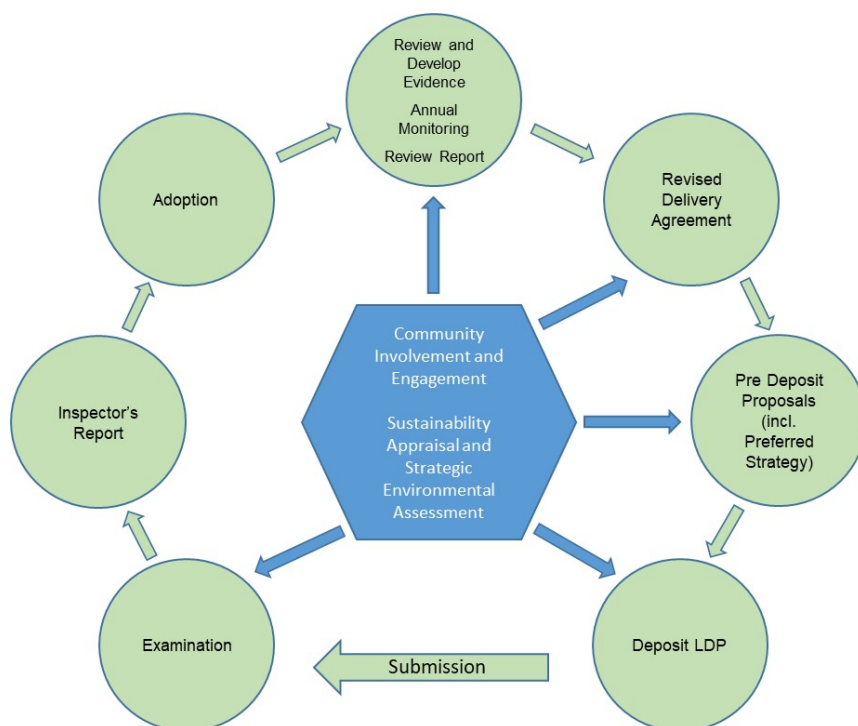 Review and
Develop
Evidence
Annual
Monitoring
Review Report
Revised
Delivery
Agreement
Pre Deposit
Proposals
(incl.
Preferred
Strategy)
Deposit LDP
Submission
Examination
Inspector's
Report
Adoption
Community
Involvement and
Engagement
Sustainability
Appraisal and
Strategic
Environmental
Assessment